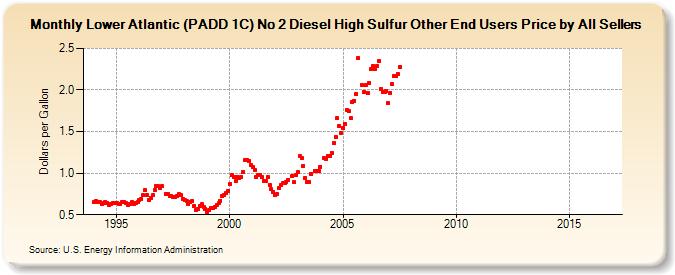 Monthly Lower Atlantic (PADD 1C) No 2 Diesel High Sulfur Other End Users Price by All Sellers
Dollars per Gallon
2.5
2.0
1.5
1.0
0.5
1995 2000 2005 2010 2015
Source: U.S. Energy Information Administration